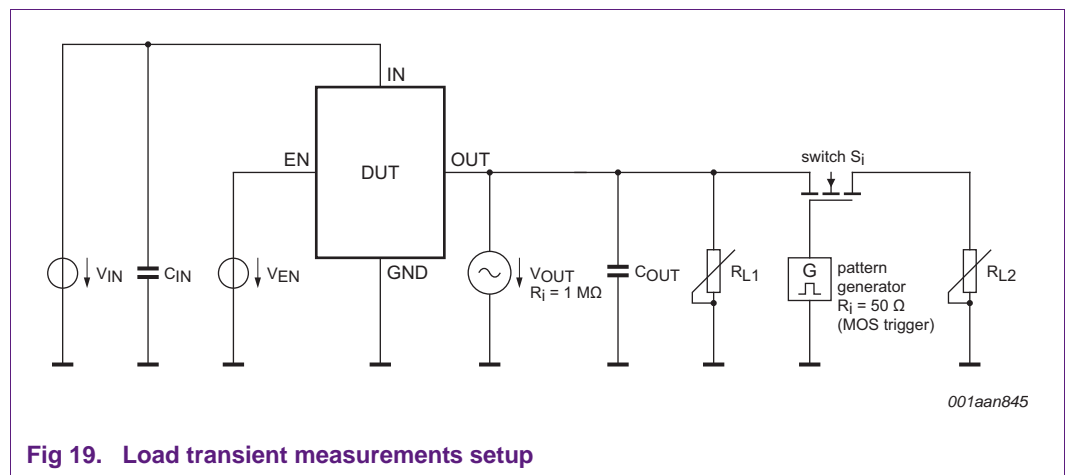 IN
EN
DUT
OUT
switch Si
VIN
CIN
VEN
GND
VOUT
Ri = 1 MΩ
COUT
RL1
G
pattern
generator
Ri = 50 Ω
(MOS trigger)
RL2
001aan845
Fig 19. Load transient measurements setup